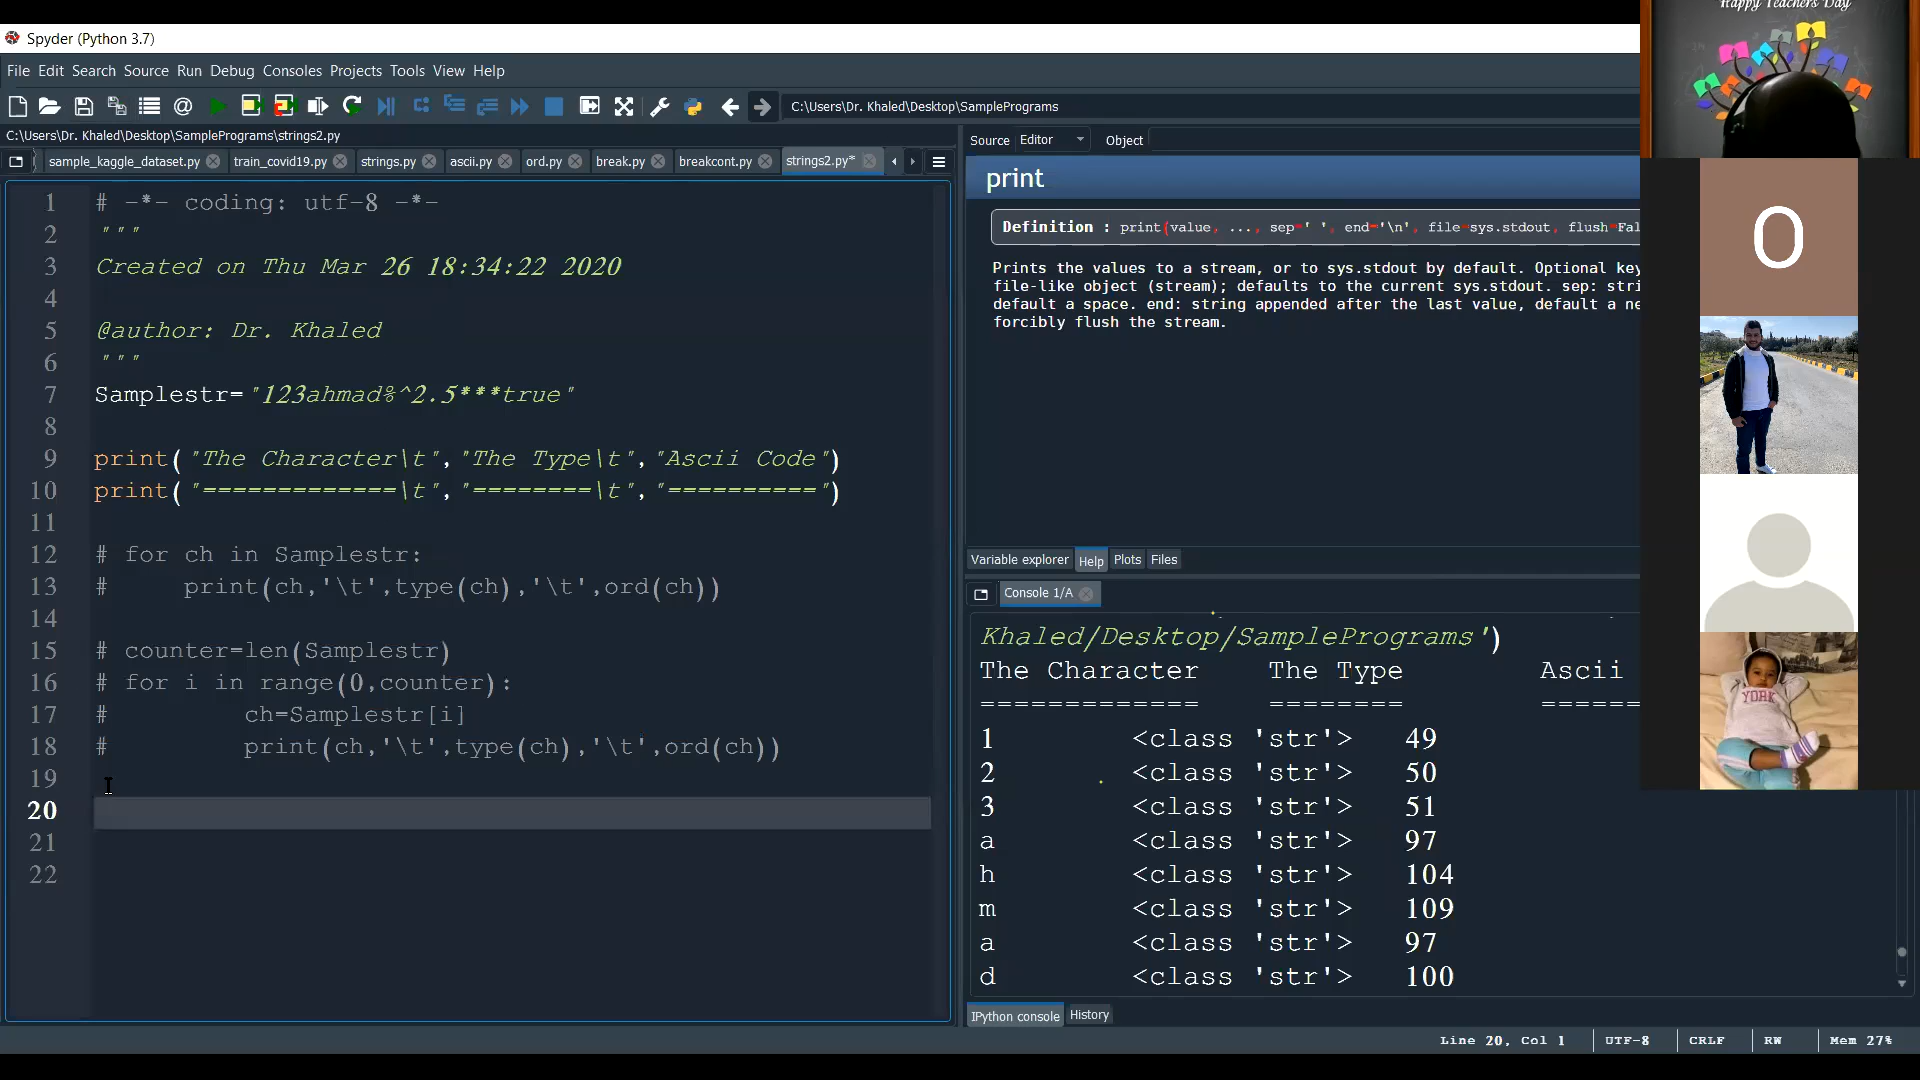 Happy Teachers Day
Spyder (Python 3.7)
File Edit Search Source Run Debug Consoles Projects Tools View Help
C:\Users\Dr. Khaled\Desktop\SamplePrograms
C:\Users\Dr. Khaled\Desktop\SamplePrograms\strings2.py
sample_kaggle_dataset.py train_covid19.py strings.py ascii.py ord.py break.py breakcont.py strings2.py*
1 # -*- coding: utf-8 -*-
2 """
3 Created on Thu Mar 26 18:34:22 2020
4
5 @author: Dr. Khaled
6 """
7 Samplestr="123ahmad%^2.5***true"
8
9 print("The Character\t","The Type\t","Ascii Code")
10 print("=============\t","========\t","==========")
11
12 # for ch in Samplestr:
13 #     print(ch,'\t',type(ch),'\t',ord(ch))
14
15 # counter=len(Samplestr)
16 # for i in range(0,counter):
17 #         ch=Samplestr[i]
18 #         print(ch,'\t',type(ch),'\t',ord(ch))
19
20
21
22
Source Editor Object
print
Definition : print(value, ..., sep=' ', end='\n', file=sys.stdout, flush=Fal
Prints the values to a stream, or to sys.stdout by default. Optional key
file-like object (stream); defaults to the current sys.stdout. sep: stri
default a space. end: string appended after the last value, default a ne
forcibly flush the stream.
Variable explorer Help Plots Files
Console 1/A
Khaled/Desktop/SamplePrograms')
The Character The Type Ascii
============= ======== ======
1 <class 'str'> 49
2 <class 'str'> 50
3 <class 'str'> 51
a <class 'str'> 97
h <class 'str'> 104
m <class 'str'> 109
a <class 'str'> 97
d <class 'str'> 100
IPython console History
Line 20, Col 1 UTF-8 CRLF RW Mem 27%
O
YORK